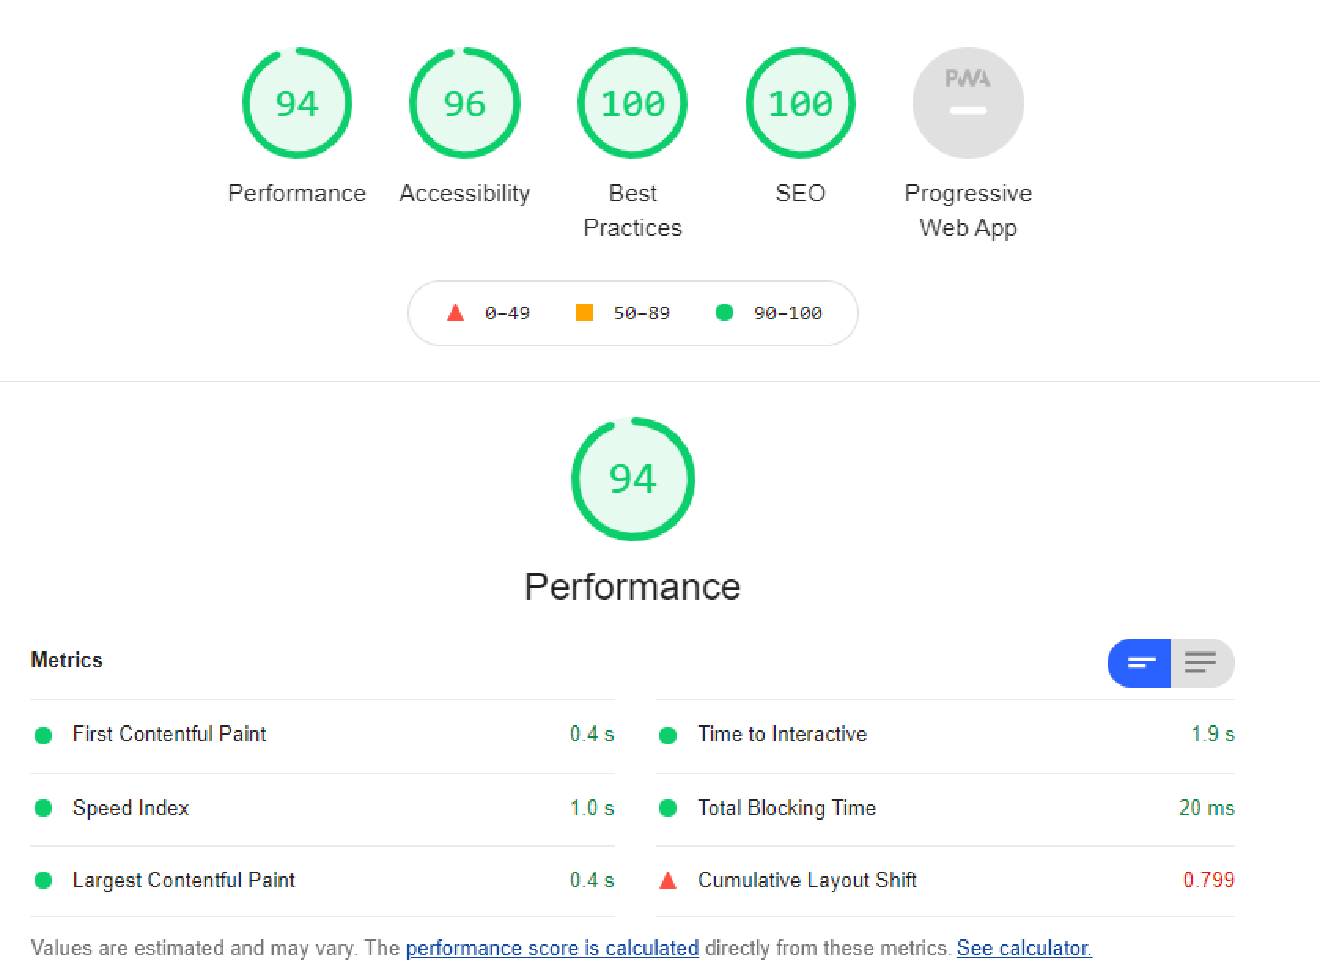 94 96 100 100 PWA
Performance Accessibility Best Practices SEO Progressive Web App
0–49 50–89 90–100
94
Performance
Metrics
First Contentful Paint 0.4 s
Time to Interactive 1.9 s
Speed Index 1.0 s
Total Blocking Time 20 ms
Largest Contentful Paint 0.4 s
Cumulative Layout Shift 0.799
Values are estimated and may vary. The performance score is calculated directly from these metrics. See calculator.